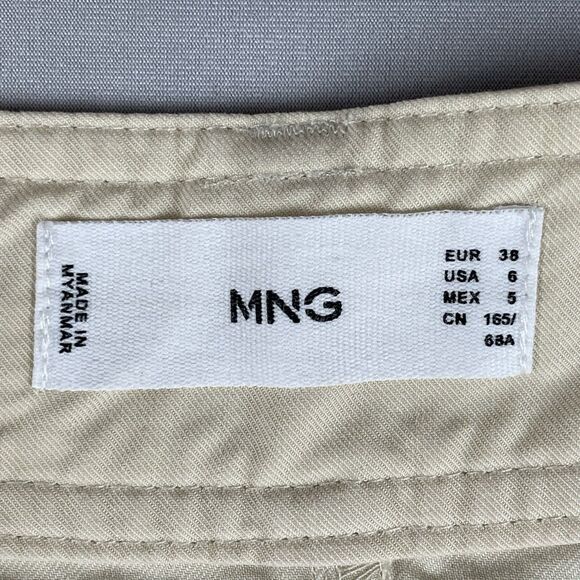 MADE IN
MYANMAR
MNG
EUR 38
USA 6
MEX 5
CN 165/
68A